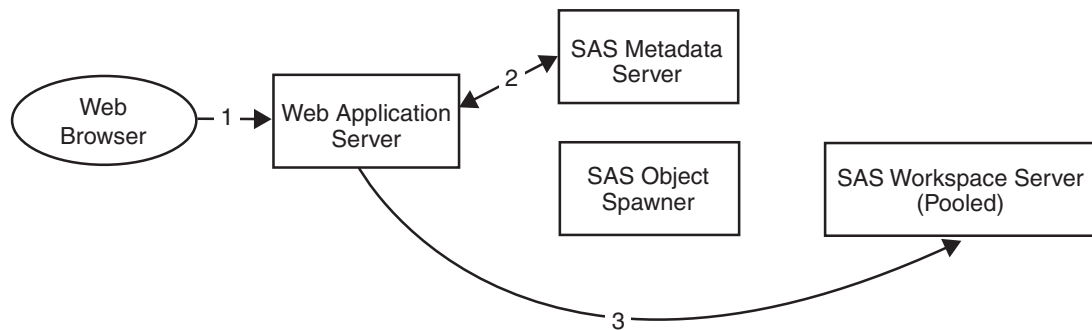 SAS Metadata
Server
2
Web
Browser
1
Web Application
Server
SAS Object
Spawner
SAS Workspace Server
(Pooled)
3